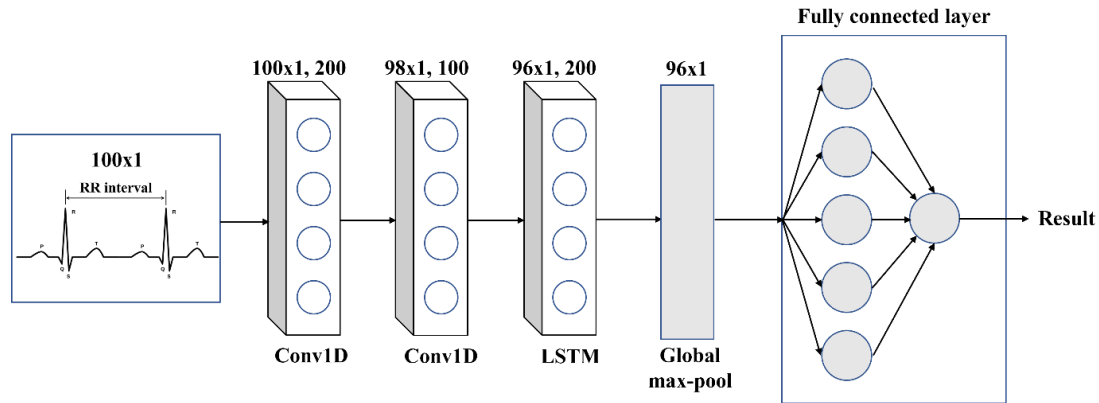 Fully connected layer
100x1, 200
98x1, 100
96x1, 200
96x1
100x1
RR interval
R
R
P
T
P
T
Q
S
Q
S
Result
Conv1D
Conv1D
LSTM
Global
max-pool